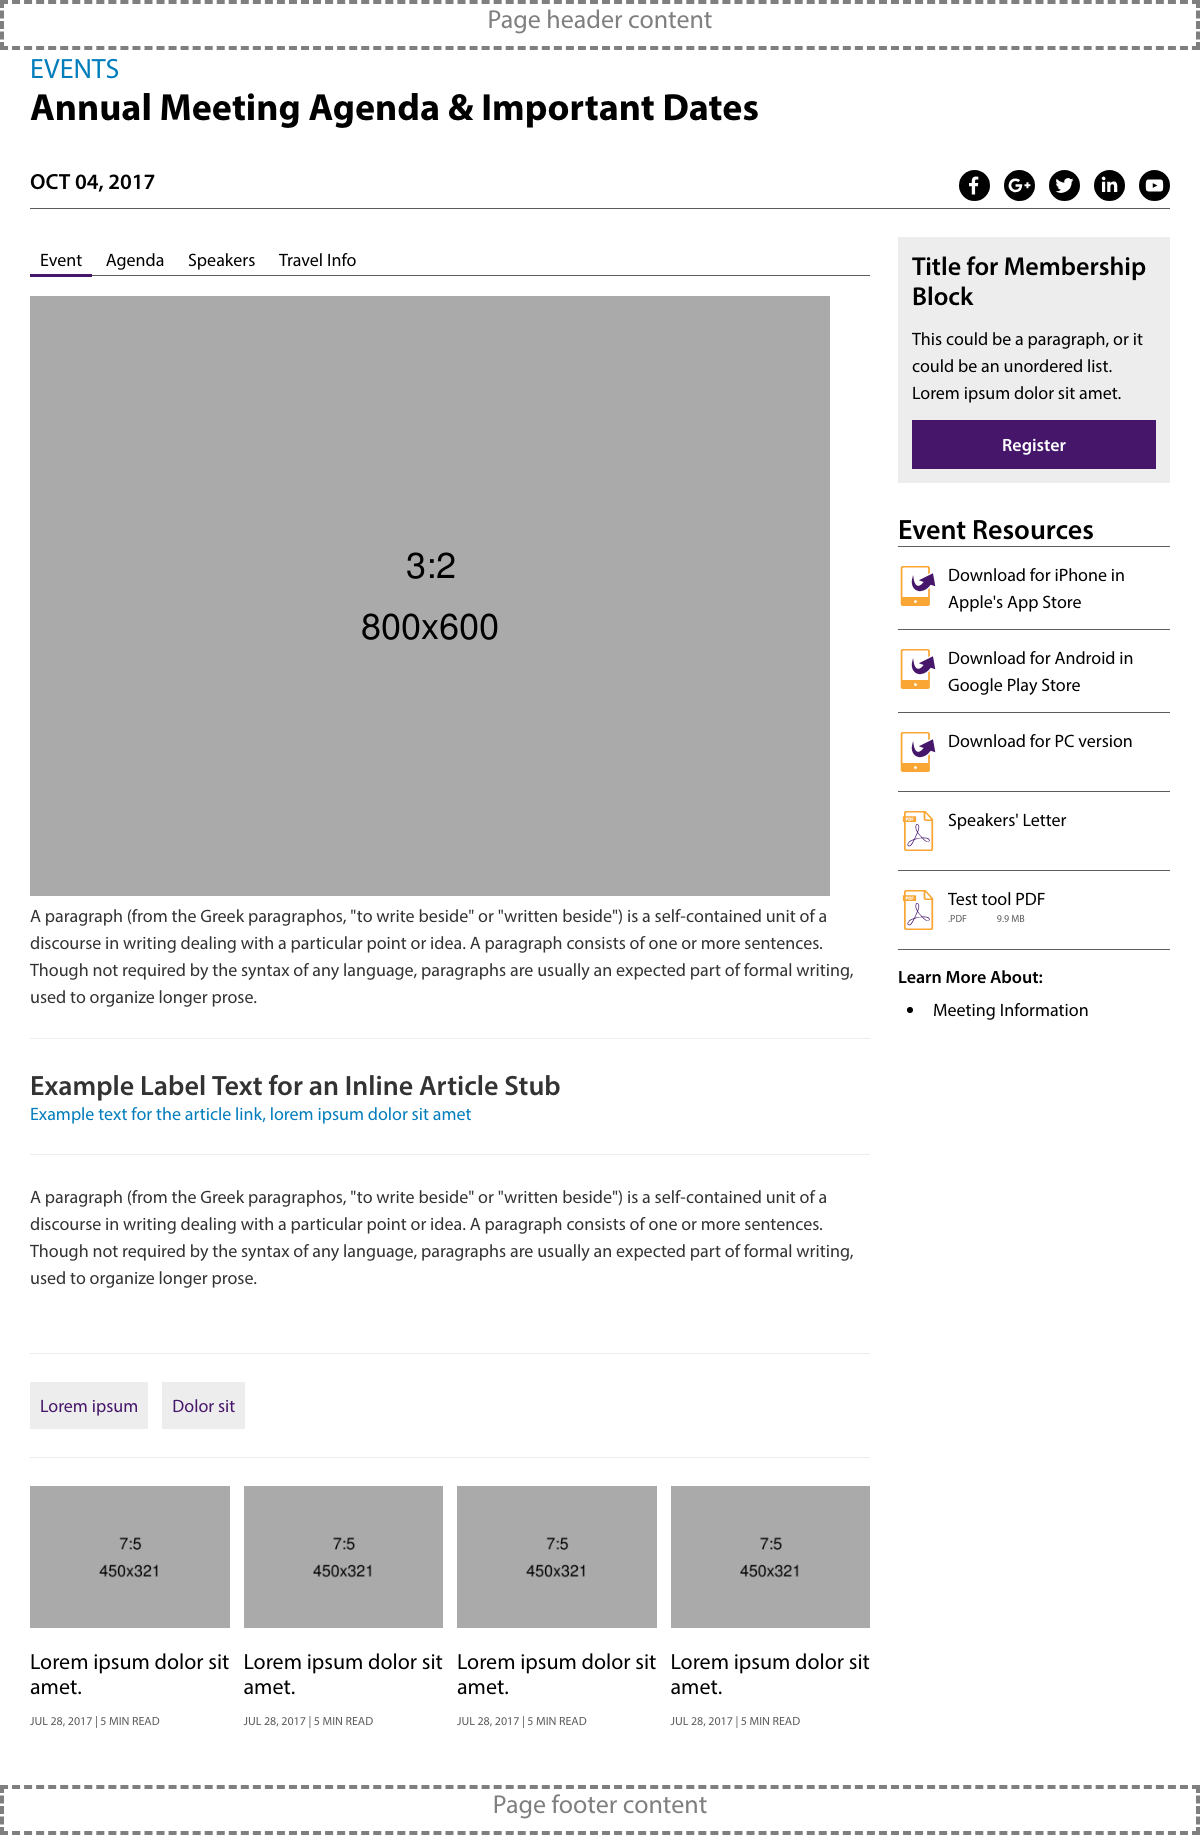 Page header content
EVENTS
Annual Meeting Agenda & Important Dates
OCT 04, 2017
Event Agenda Speakers Travel Info
3:2
800x600
A paragraph (from the Greek paragraphos, "to write beside" or "written beside") is a self-contained unit of a
discourse in writing dealing with a particular point or idea. A paragraph consists of one or more sentences.
Though not required by the syntax of any language, paragraphs are usually an expected part of formal writing,
used to organize longer prose.
Example Label Text for an Inline Article Stub
Example text for the article link, lorem ipsum dolor sit amet
A paragraph (from the Greek paragraphos, "to write beside" or "written beside") is a self-contained unit of a
discourse in writing dealing with a particular point or idea. A paragraph consists of one or more sentences.
Though not required by the syntax of any language, paragraphs are usually an expected part of formal writing,
used to organize longer prose.
Lorem ipsum
Dolor sit
7:5
450x321
Lorem ipsum dolor sit
amet.
JUL 28, 2017 | 5 MIN READ
7:5
450x321
Lorem ipsum dolor sit
amet.
JUL 28, 2017 | 5 MIN READ
7:5
450x321
Lorem ipsum dolor sit
amet.
JUL 28, 2017 | 5 MIN READ
7:5
450x321
Lorem ipsum dolor sit
amet.
JUL 28, 2017 | 5 MIN READ
Title for Membership
Block
This could be a paragraph, or it
could be an unordered list.
Lorem ipsum dolor sit amet.
Register
Event Resources
Download for iPhone in
Apple's App Store
Download for Android in
Google Play Store
Download for PC version
PDF
Speakers' Letter
PDF
Test tool PDF
.PDF 9.9 MB
Learn More About:
• Meeting Information
Page footer content